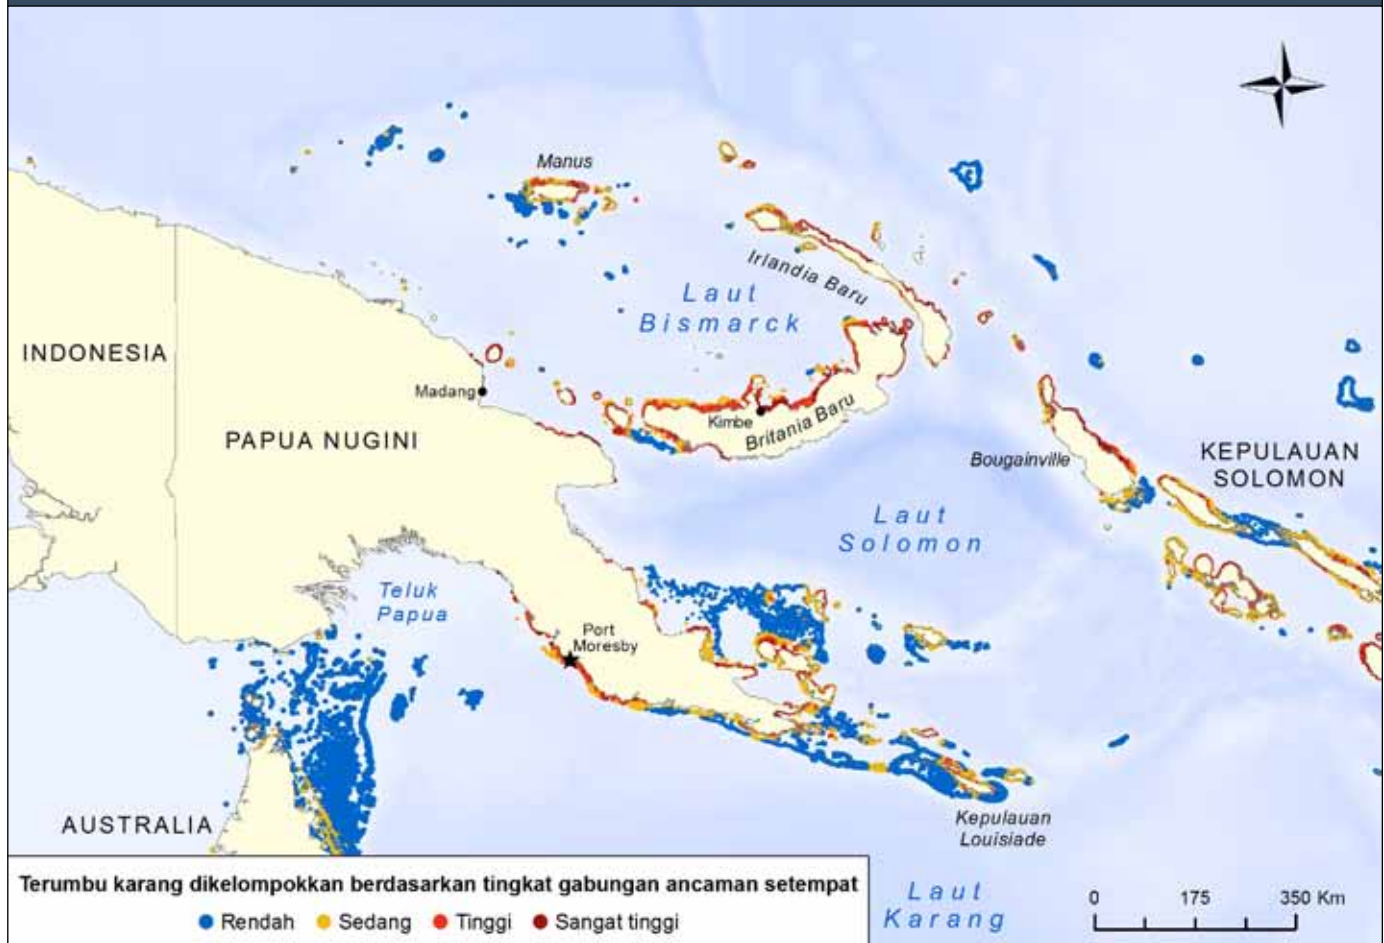 Manus
Irlandia Baru
Laut
Bismarck
INDONESIA
Madang
PAPUA NUGINI
Kimbe
Britania Baru
Bougainville
KEPULAUAN
SOLOMON
Laut
Solomon
Teluk
Papua
Port
Moresby
AUSTRALIA
Kepulauan
Louisiade
Terumbu karang dikelompokkan berdasarkan tingkat gabungan ancaman setempat
Rendah Sedang Tinggi Sangat tinggi
Laut
Karang
0 175 350 Km